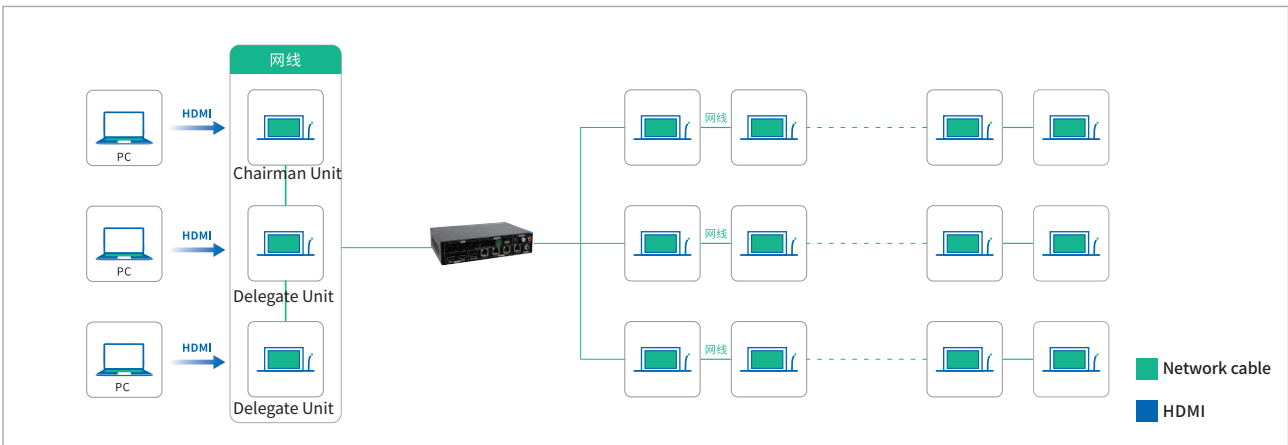 网线
HDMI
PC
Chairman Unit
网线
HDMI
PC
Delegate Unit
网线
HDMI
PC
Delegate Unit
网线
Network cable
HDMI